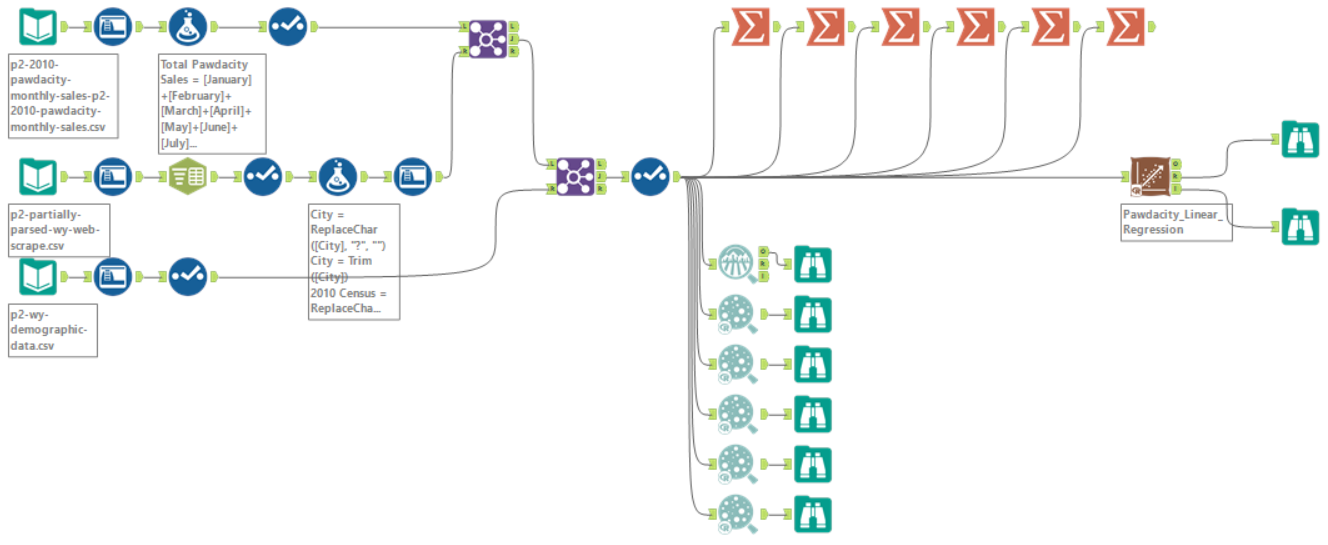 p2-2010-
pawdacity-
monthly-sales-p2-
2010-pawdacity-
monthly-sales.csv
Total Pawdacity
Sales = [January]
+[February]+
[March]+[April]+
[May]+[June]+
[July]...
p2-partially-
parsed-wy-web-
scrape.csv
City =
ReplaceChar
([City], "?", "")
City = Trim
([City])
2010 Census =
ReplaceCha...
p2-wy-
demographic-
data.csv
Pawdacity_Linear_
Regression
L
R
L
J
R
L
R
L
J
R
O
R
I
O
R
I